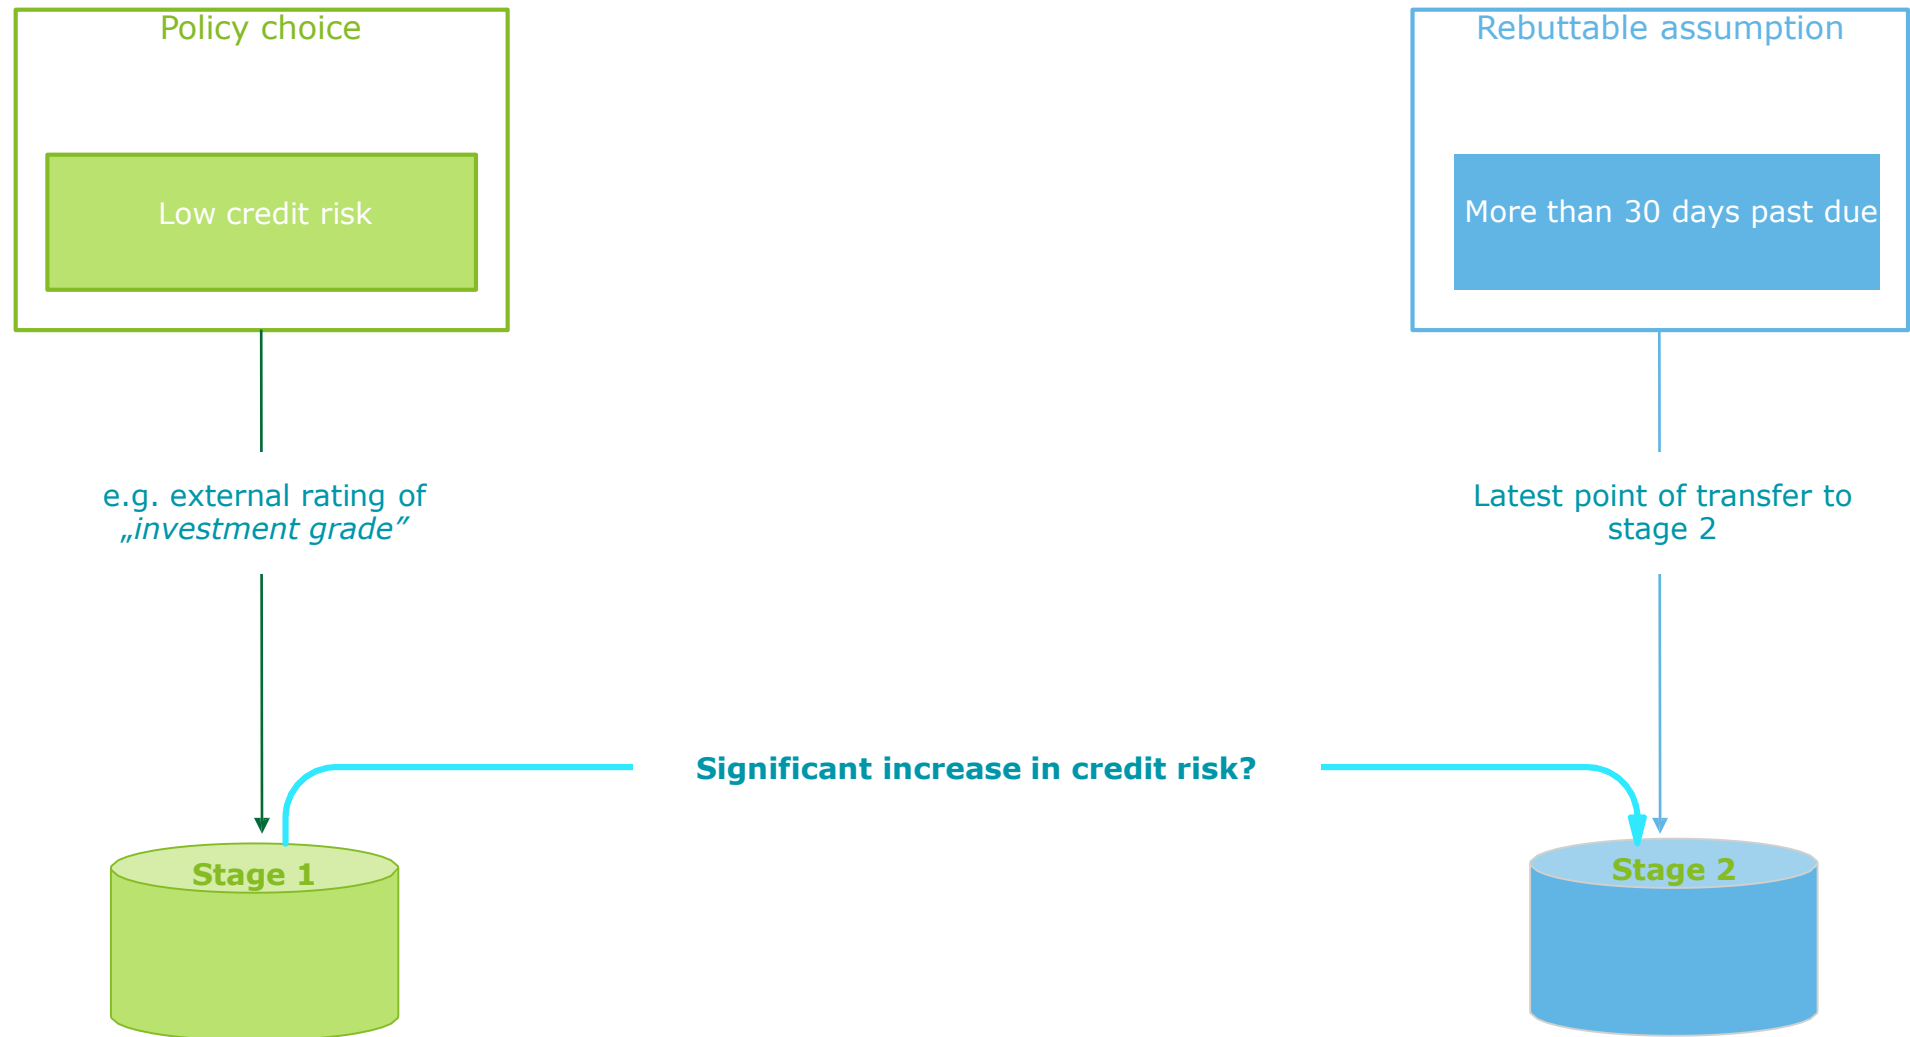 Policy choice
Low credit risk
e.g. external rating of
„investment grade”
Rebuttable assumption
More than 30 days past due
Latest point of transfer to
stage 2
Significant increase in credit risk?
Stage 1
Stage 2